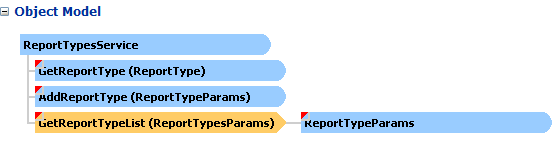 Object Model
ReportTypesService
GetReportType (ReportType)
AddReportType (ReportTypeParams)
GetReportTypeList (ReportTypesParams)
ReportTypeParams